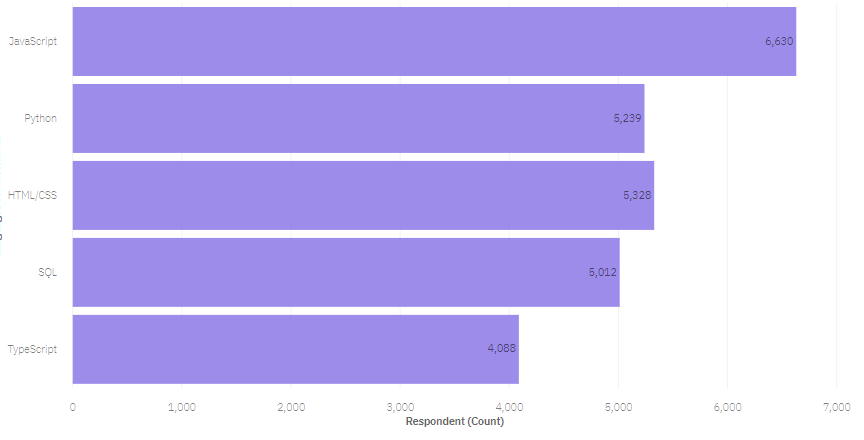 JavaScript 6,630
Python 5,239
HTML/CSS 5,328
SQL 5,012
TypeScript 4,088
0 1,000 2,000 3,000 4,000 5,000 6,000 7,000
Respondent (Count)